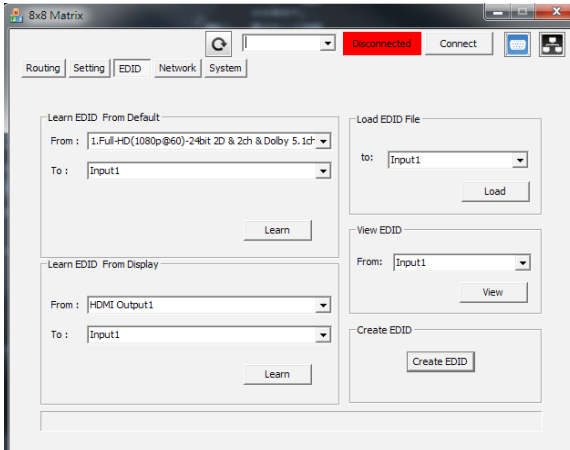 8x8 Matrix
Disconnected Connect
Routing Setting EDID Network System
Learn EDID From Default
From : 1.Full-HD(1080p@60)-24bit 2D & 2ch & Dolby 5.1ch
To : Input1
Learn
Learn EDID From Display
From : HDMI Output1
To : Input1
Learn
Load EDID File
to: Input1
Load
View EDID
From: Input1
View
Create EDID
Create EDID